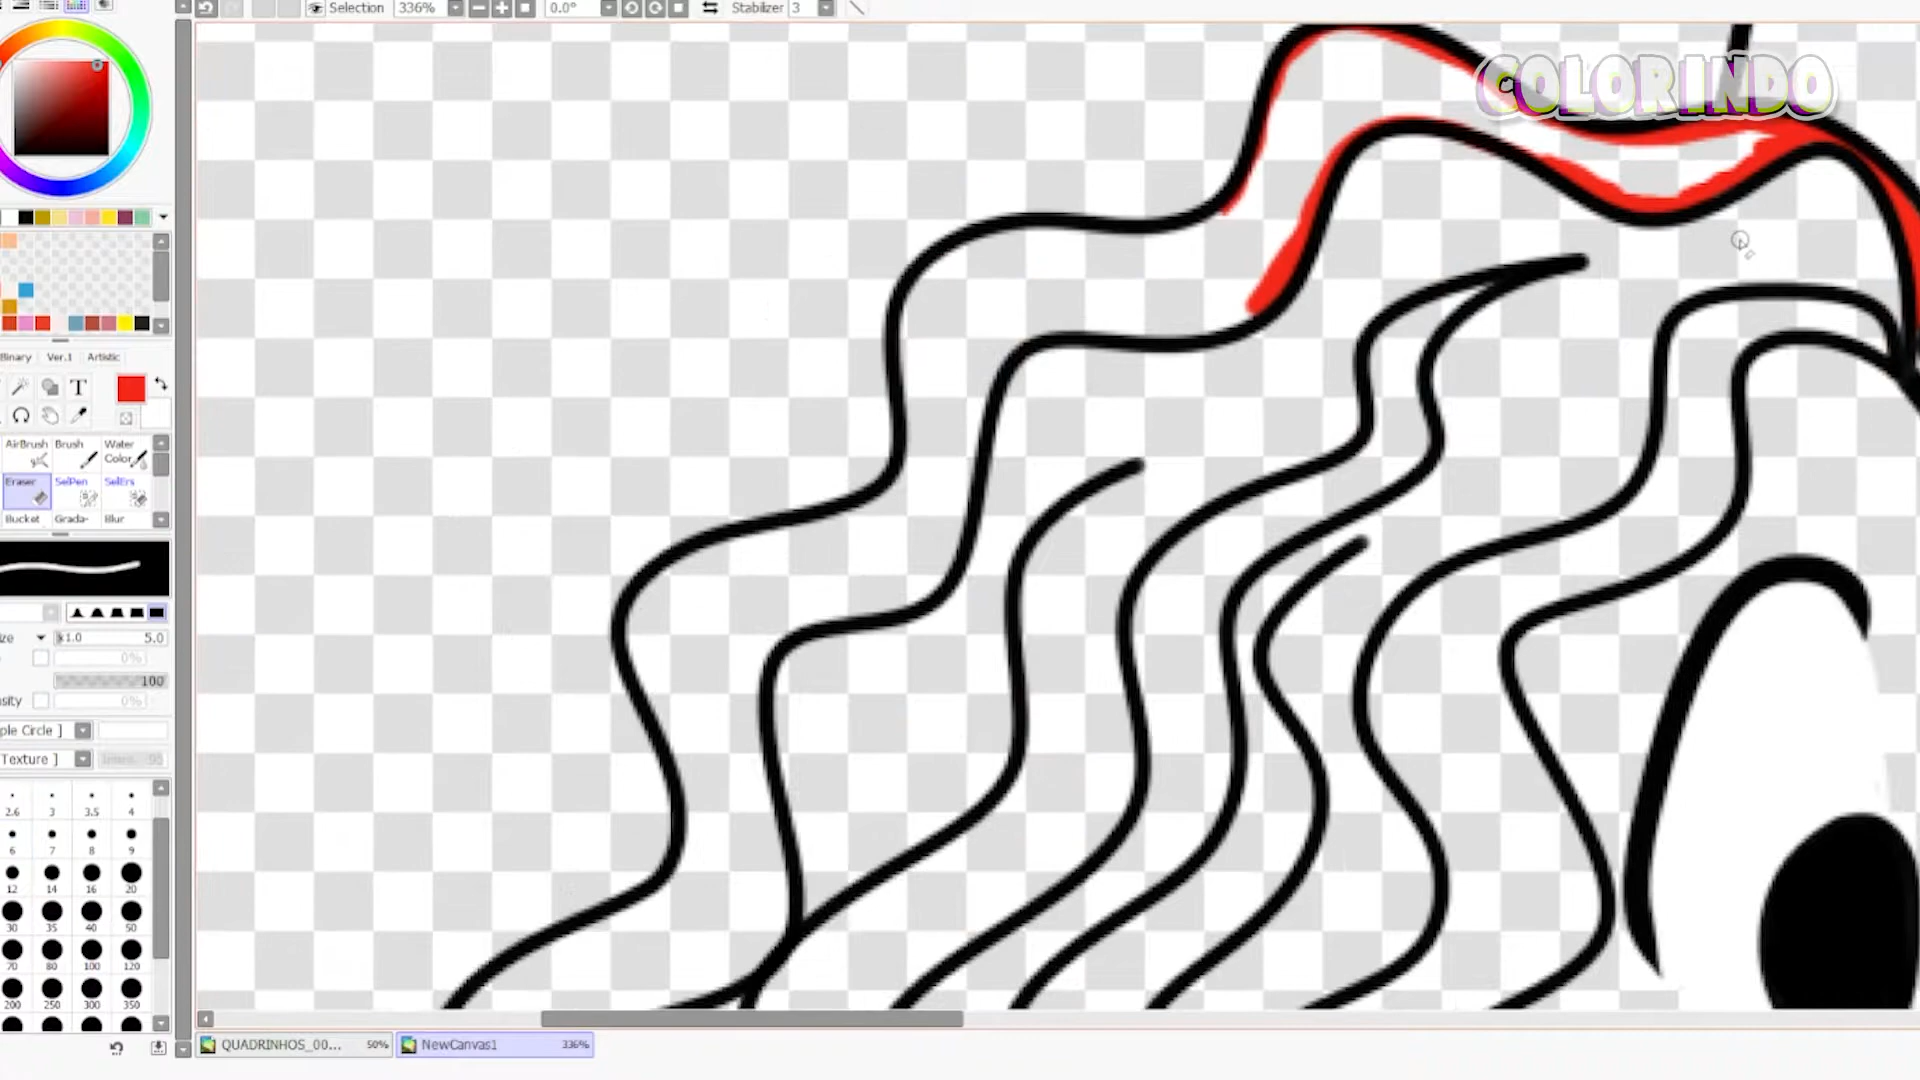 Selection 336% 0.0° Stabilizer 3
COLORINDO
Binary Ver.1 Artistic
T
AirBrush Brush Water Color
Eraser SelPen SelErs
Bucket Grada- Blur
x1.0 5.0
0%
100
0%
ple Circle ]
Texture ] 95
2.6 3 3.5 4
6 7 8 9
12 14 16 20
30 35 40 50
70 80 100 120
200 250 300 350
QUADRINHOS_00... 50% NewCanvas1 336%